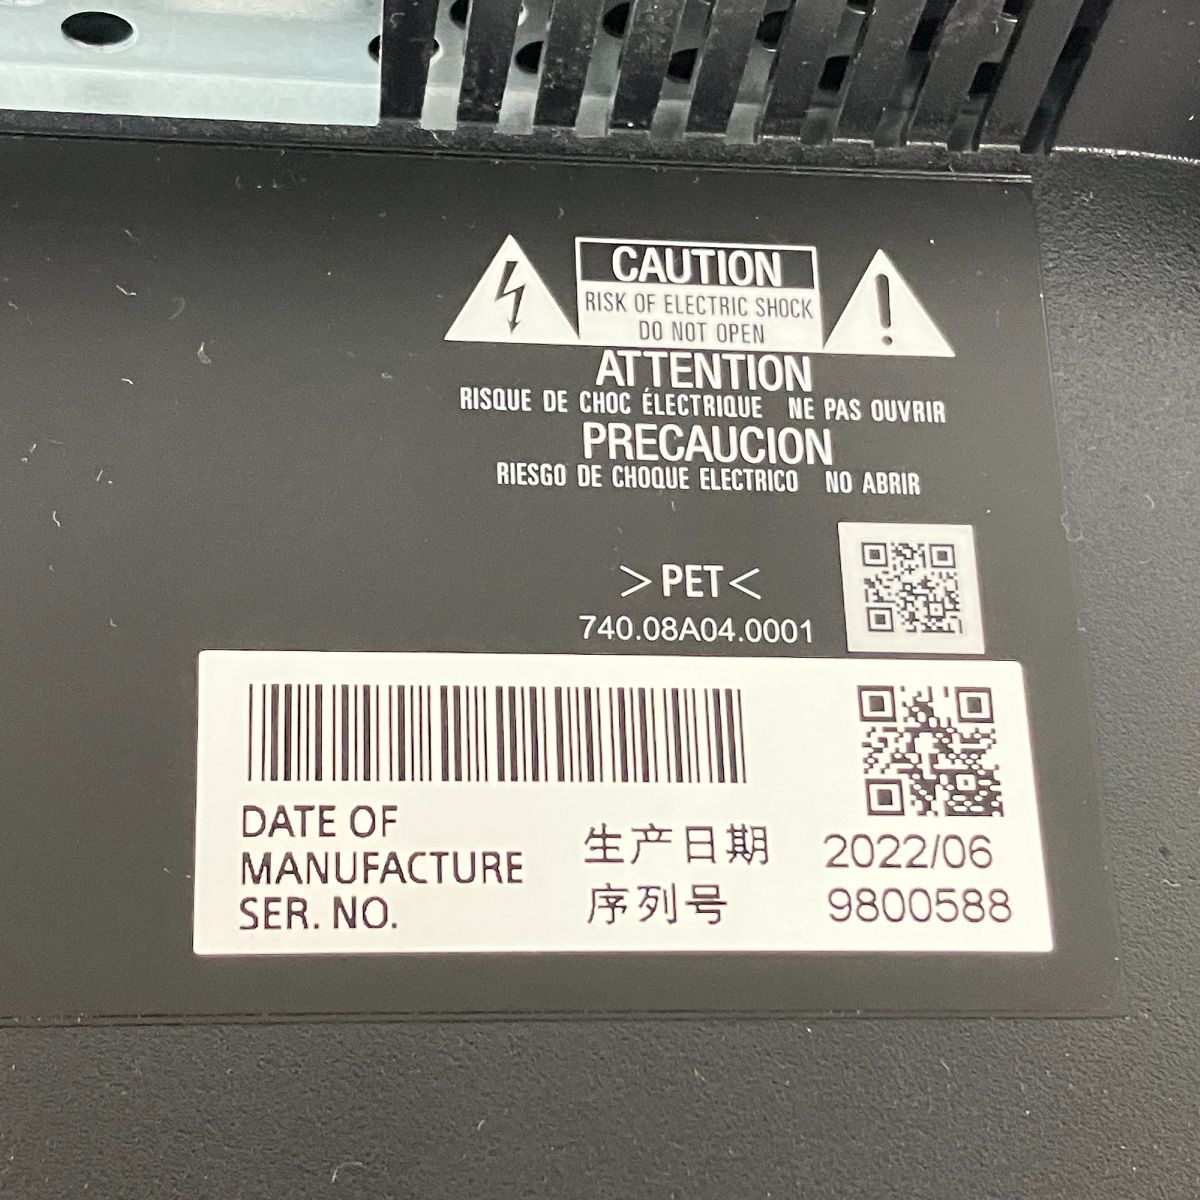 CAUTION
RISK OF ELECTRIC SHOCK
DO NOT OPEN
ATTENTION
RISQUE DE CHOC ÉLECTRIQUE NE PAS OUVRIR
PRECAUCION
RIESGO DE CHOQUE ELECTRICO NO ABRIR
>PET<
740.08A04.0001
DATE OF
MANUFACTURE 生产日期 2022/06
SER. NO. 序列号 9800588